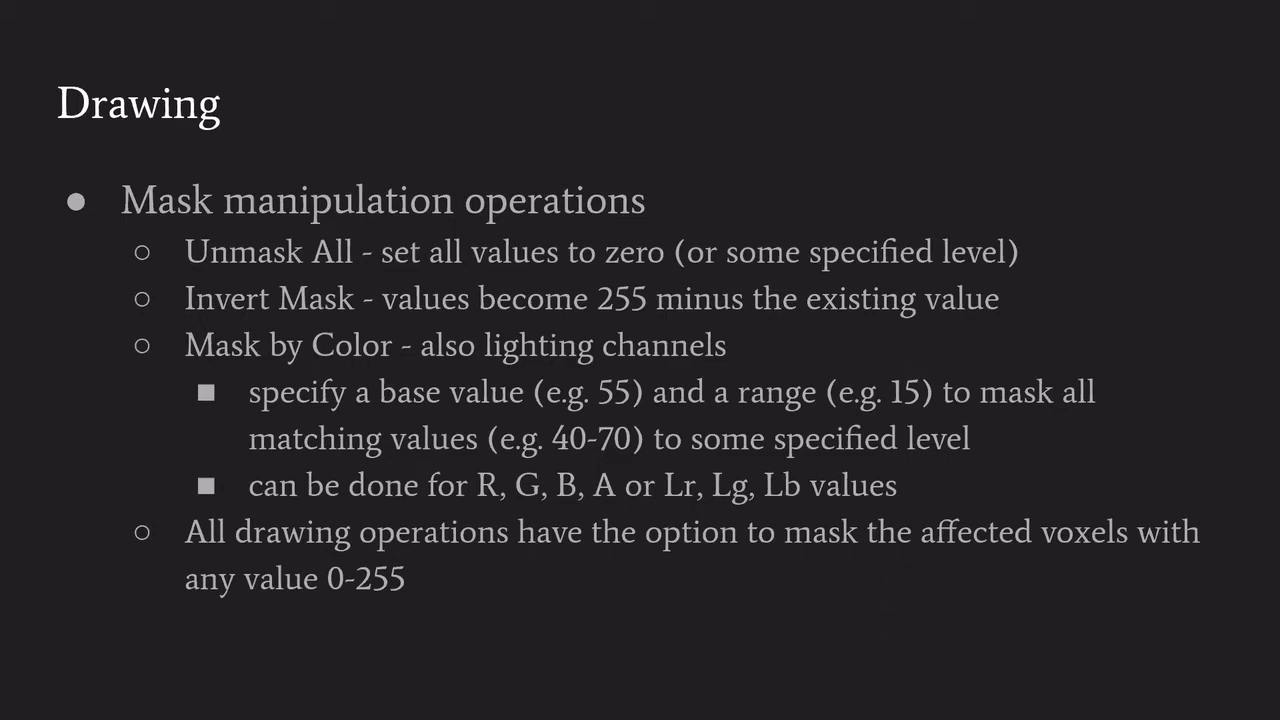 Drawing
● Mask manipulation operations
○ Unmask All - set all values to zero (or some specified level)
○ Invert Mask - values become 255 minus the existing value
○ Mask by Color - also lighting channels
■ specify a base value (e.g. 55) and a range (e.g. 15) to mask all
matching values (e.g. 40-70) to some specified level
■ can be done for R, G, B, A or Lr, Lg, Lb values
○ All drawing operations have the option to mask the affected voxels with
any value 0-255